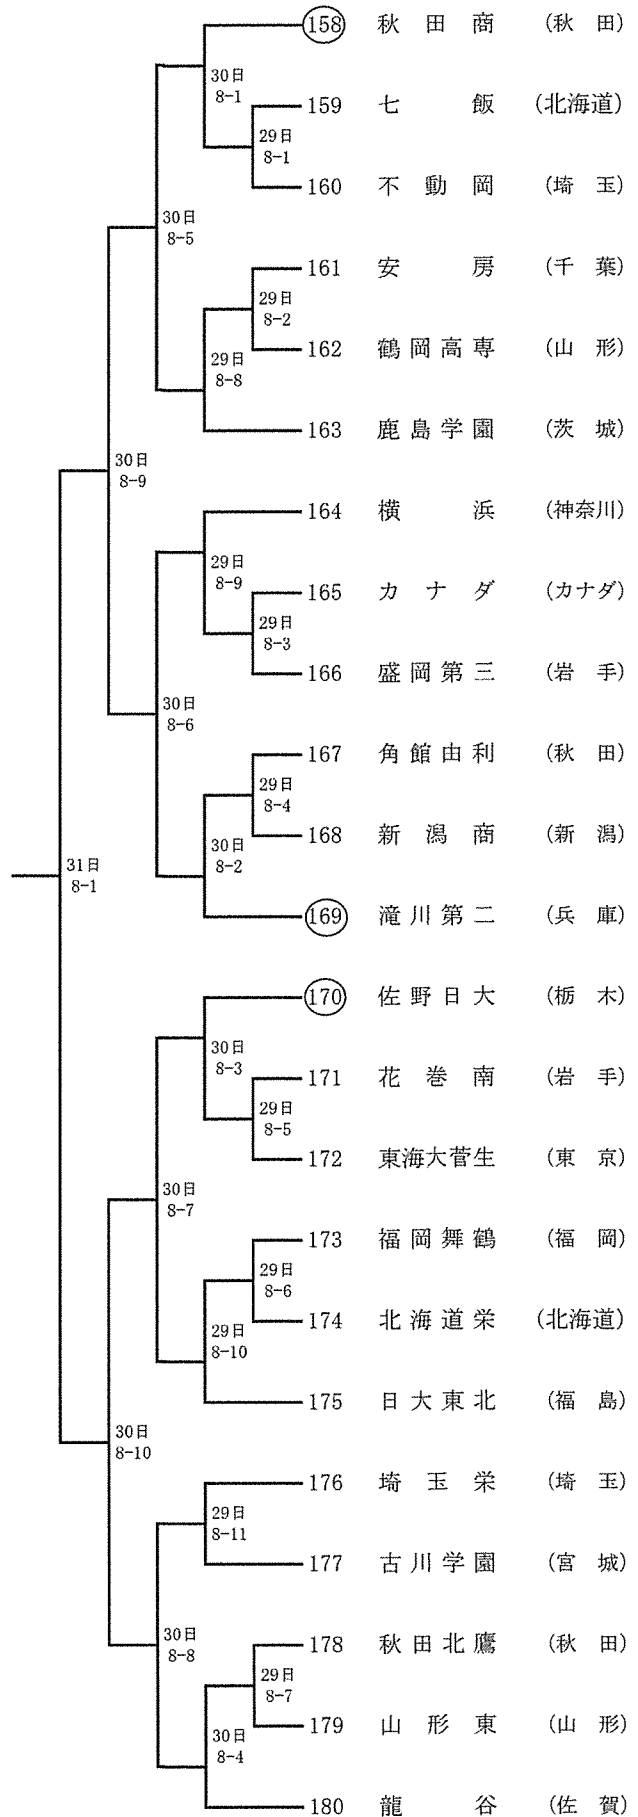 158 秋田商 (秋田)
30日
8-1
159 七飯 (北海道)
29日
8-1
160 不動岡 (埼玉)
30日
8-5
161 安房 (千葉)
29日
8-2
162 鶴岡高専 (山形)
29日
8-8
163 鹿島学園 (茨城)
30日
8-9
164 横浜 (神奈川)
29日
8-9
165 カナダ (カナダ)
29日
8-3
166 盛岡第三 (岩手)
30日
8-6
167 角館由利 (秋田)
29日
8-4
168 新潟商 (新潟)
30日
8-2
31日
8-1
169 滝川第二 (兵庫)
170 佐野日大 (栃木)
30日
8-3
171 花巻南 (岩手)
29日
8-5
172 東海大菅生 (東京)
30日
8-7
173 福岡舞鶴 (福岡)
29日
8-6
174 北海道栄 (北海道)
29日
8-10
175 日大東北 (福島)
30日
8-10
176 埼玉栄 (埼玉)
29日
8-11
177 古川学園 (宮城)
30日
8-8
178 秋田北鷹 (秋田)
29日
8-7
179 山形東 (山形)
30日
8-4
180 龍谷 (佐賀)